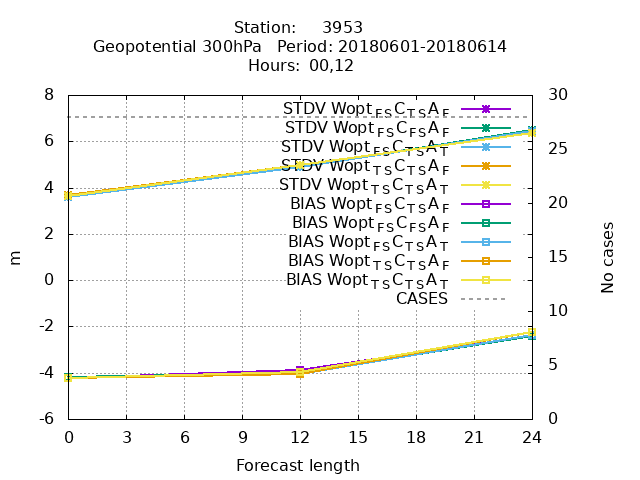 Station: 3953
Geopotential 300hPa Period: 20180601-20180614
Hours: 00,12
STDV Wopt FS C TS A F
STDV Wopt FS C FS A F
STDV Wopt FS C TS A T
STDV Wopt TS C TS A F
STDV Wopt TS C TS A T
BIAS Wopt FS C TS A F
BIAS Wopt FS C FS A F
BIAS Wopt FS C TS A T
BIAS Wopt TS C TS A F
BIAS Wopt TS C TS A T
CASES
8
6
4
2
0
-2
-4
-6
m
30
25
20
15
10
5
0
No cases
0 3 6 9 12 15 18 21 24
Forecast length